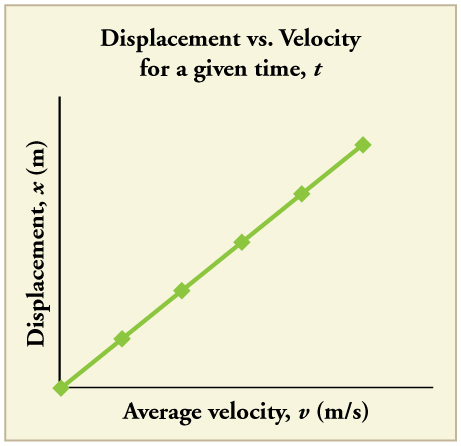 Displacement vs. Velocity
for a given time, t
Displacement, x (m)
Average velocity, v (m/s)